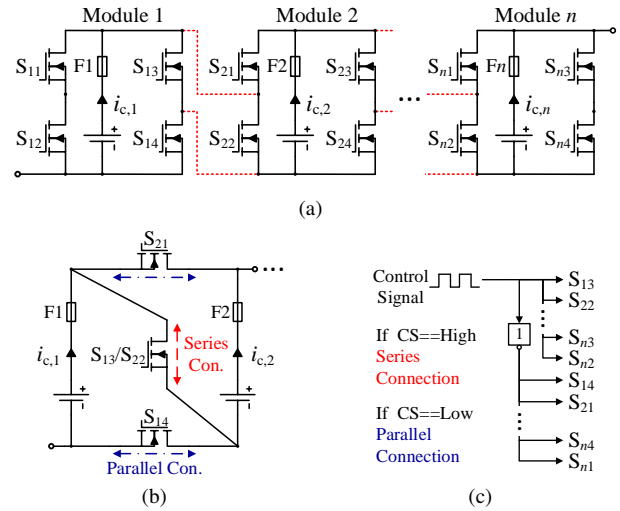 Module 1
Module 2
Module n
S11
F1
S13
S21
F2
S23
Sn1
Fn
Sn3
ic,1
ic,2
ic,n
S12
S14
S22
S24
Sn2
Sn4
+
-
+
-
+
-
...
(a)
S21
...
F1
F2
ic,1
S13/S22
Series
Con.
ic,2
+
-
+
-
S14
Parallel Con.
(b)
Control
Signal
S13
S22
If CS==High
Series
Connection
1
Sn3
Sn2
S14
S21
If CS==Low
Parallel
Connection
Sn4
Sn1
(c)